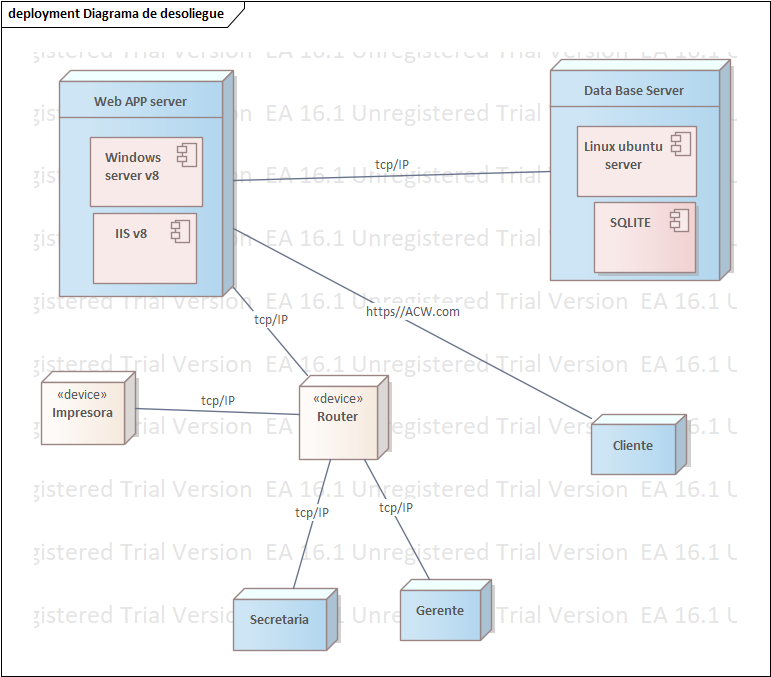 deployment Diagrama de desoliegue
Web APP server
Windows
server v8
IIS v8
Data Base Server
Linux ubuntu
server
SQLITE
tcp/IP
https//ACW.com
tcp/IP
«device»
Impresora
tcp/IP
«device»
Router
Cliente
tcp/IP
tcp/IP
Secretaria
Gerente
EA 16.1 Unregistered Trial Version